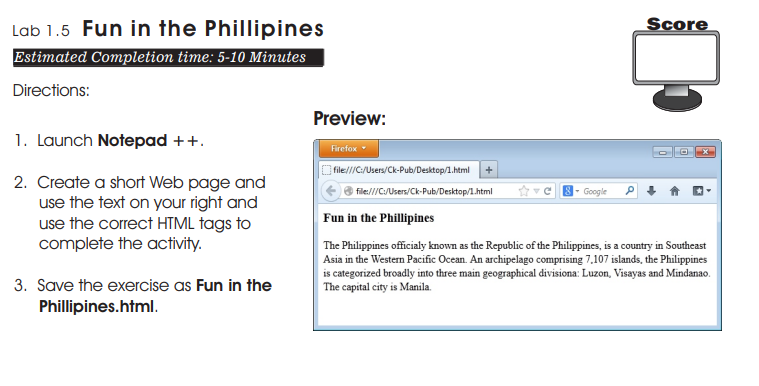 Lab 1.5 Fun in the Phillipines
Score
Estimated Completion time: 5-10 Minutes
Directions:
1. Launch Notepad ++.
2. Create a short Web page and
use the text on your right and
use the correct HTML tags to
complete the activity.
3. Save the exercise as Fun in the
Phillipines.html.
Preview:
Firefox
file:///C:/Users/Ck-Pub/Desktop/1.html +
file:///C:/Users/Ck-Pub/Desktop/1.html 8 - Google
Fun in the Phillipines
The Philippines officialy known as the Republic of the Philippines, is a country in Southeast
Asia in the Western Pacific Ocean. An archipelago comprising 7,107 islands, the Philippines
is categorized broadly into three main geographical divisiona: Luzon, Visayas and Mindanao.
The capital city is Manila.